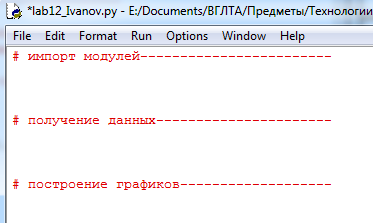 *lab12_Ivanov.py - E:/Documents/ВГЛТА/Предметы/Технологии
File Edit Format Run Options Window Help
# импорт модулей------------------------
# получение данных----------------------
# построение графиков-------------------